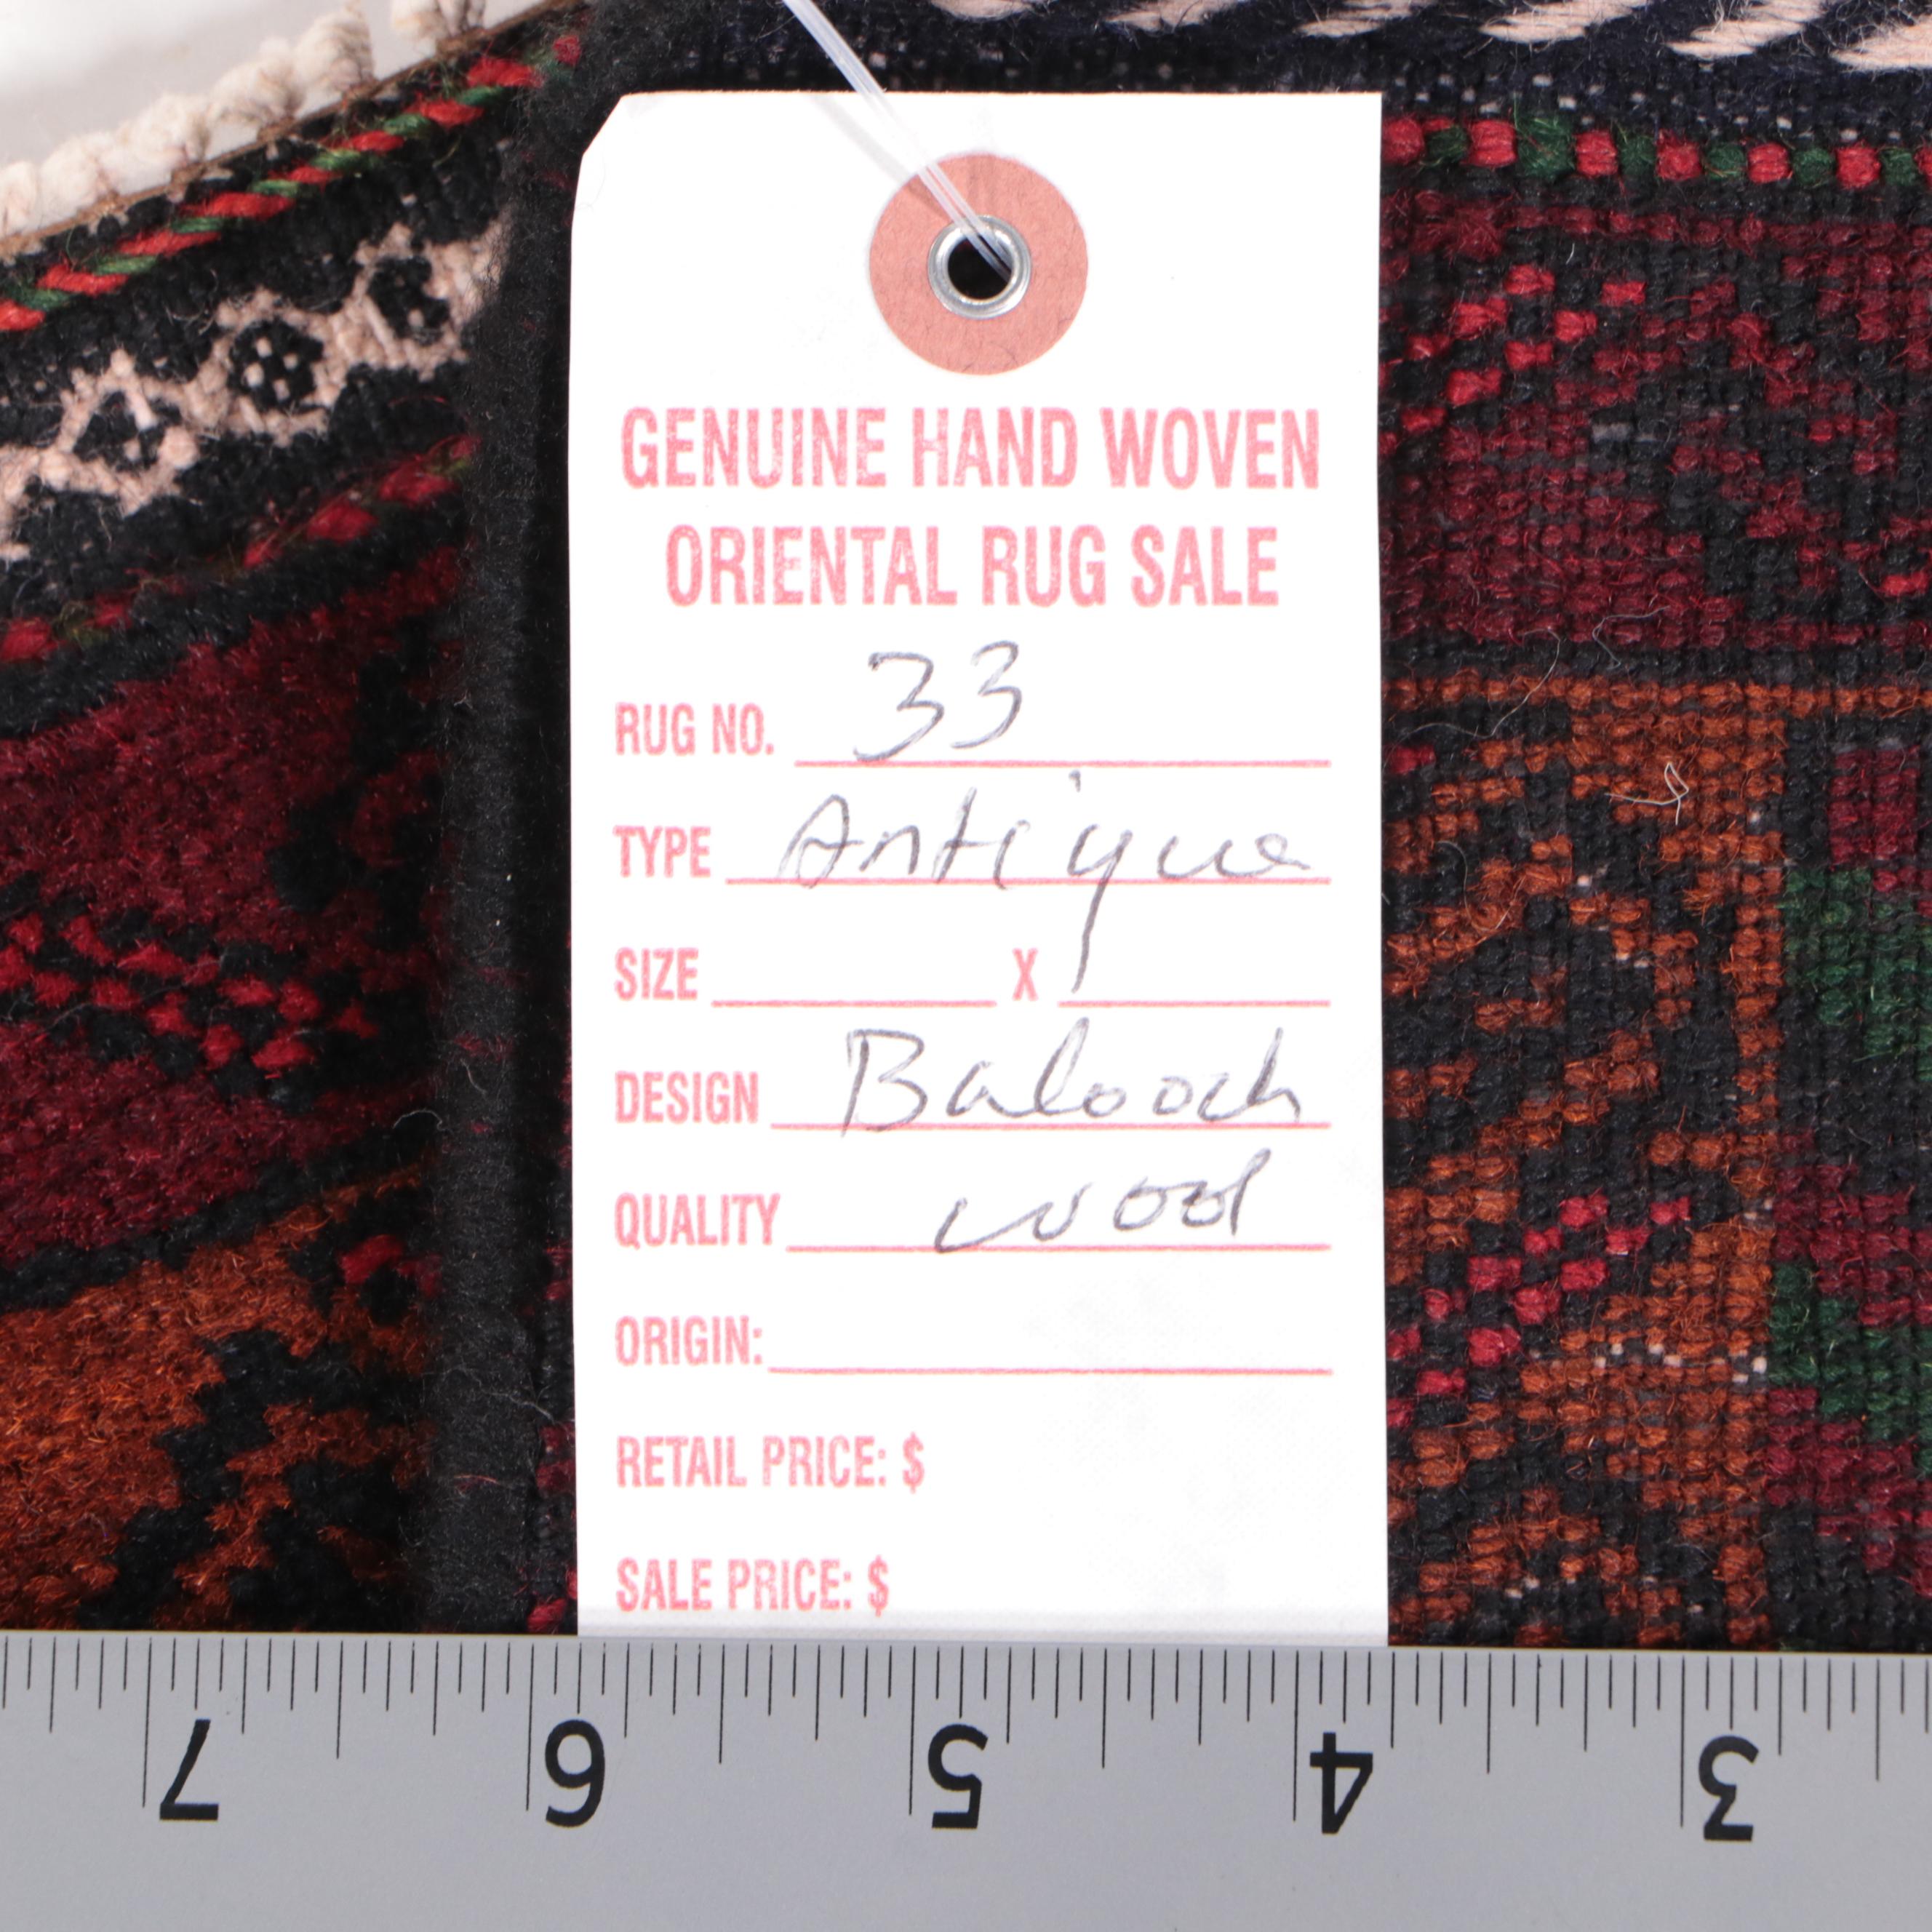 GENUINE HAND WOVEN
ORIENTAL RUG SALE
RUG NO. 33
TYPE Antique
SIZE X
DESIGN Balooch
QUALITY wool
ORIGIN:
RETAIL PRICE: $
SALE PRICE: $
7 6 5 4 3